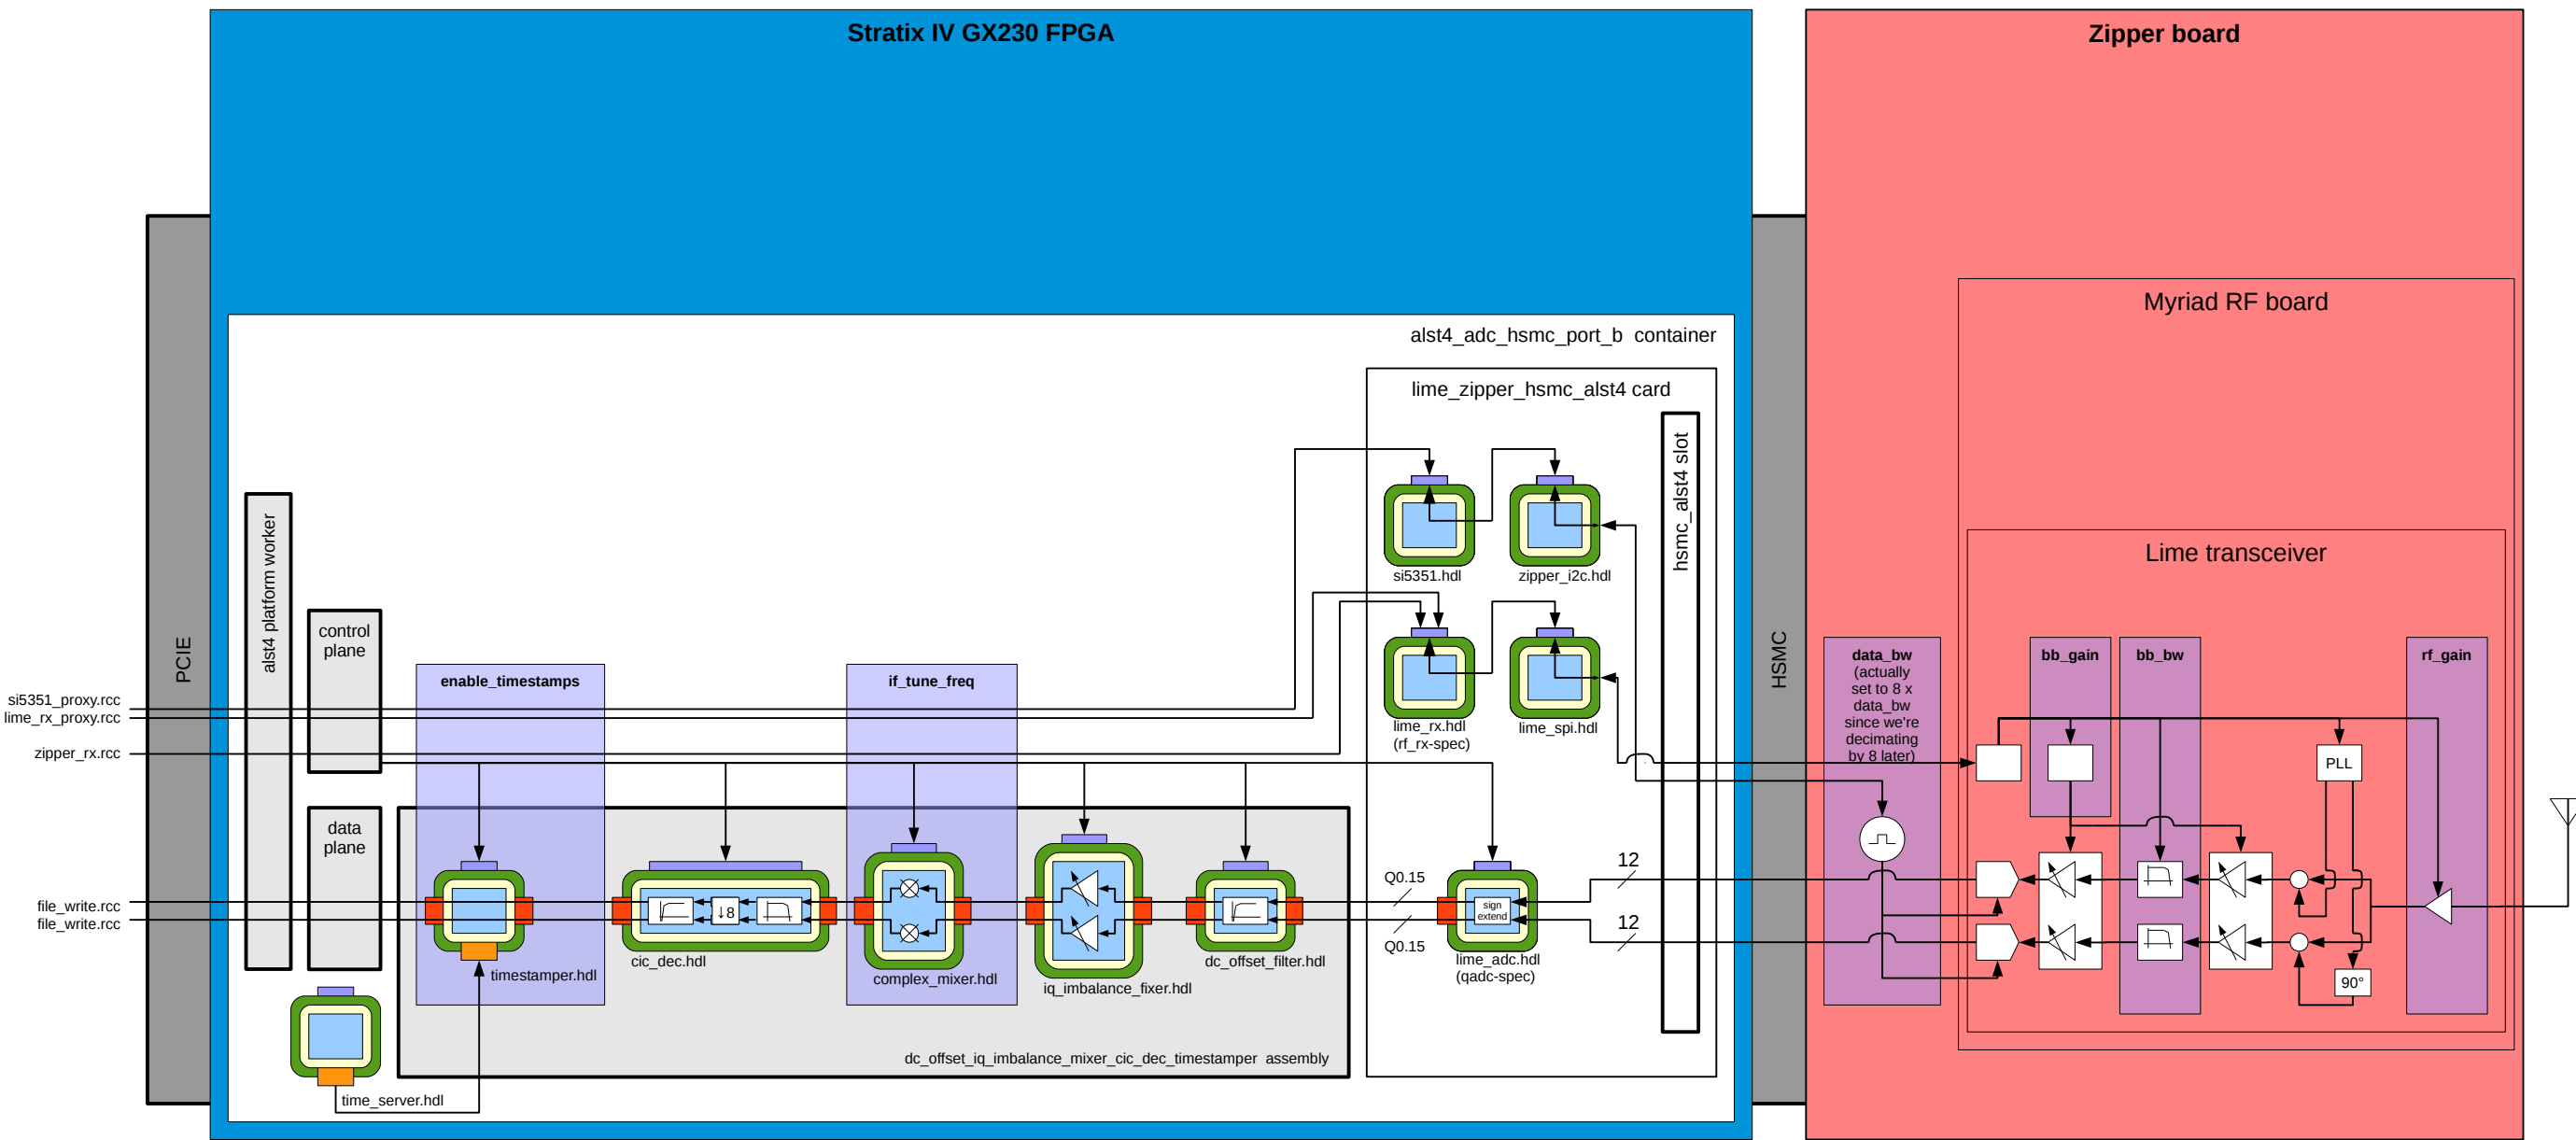 Stratix IV GX230 FPGA
Zipper board
Myriad RF board
alst4_adc_hsmc_port_b  container
lime_zipper_hsmc_alst4 card
hsmc_alst4 slot
Lime transceiver
PCIE
alst4 platform worker
control
plane
data
plane
HSMC
si5351.hdl
zipper_i2c.hdl
lime_rx.hdl
(rf_rx-spec)
lime_spi.hdl
enable_timestamps
if_tune_freq
data_bw
(actually
set to 8 x
data_bw
since we're
decimating
by 8 later)
bb_gain
bb_bw
rf_gain
PLL
90°
si5351_proxy.rcc
lime_rx_proxy.rcc
zipper_rx.rcc
file_write.rcc
file_write.rcc
↓8
sign
extend
Q0.15
Q0.15
12
12
timestamper.hdl
cic_dec.hdl
complex_mixer.hdl
iq_imbalance_fixer.hdl
dc_offset_filter.hdl
lime_adc.hdl
(qadc-spec)
dc_offset_iq_imbalance_mixer_cic_dec_timestamper  assembly
time_server.hdl